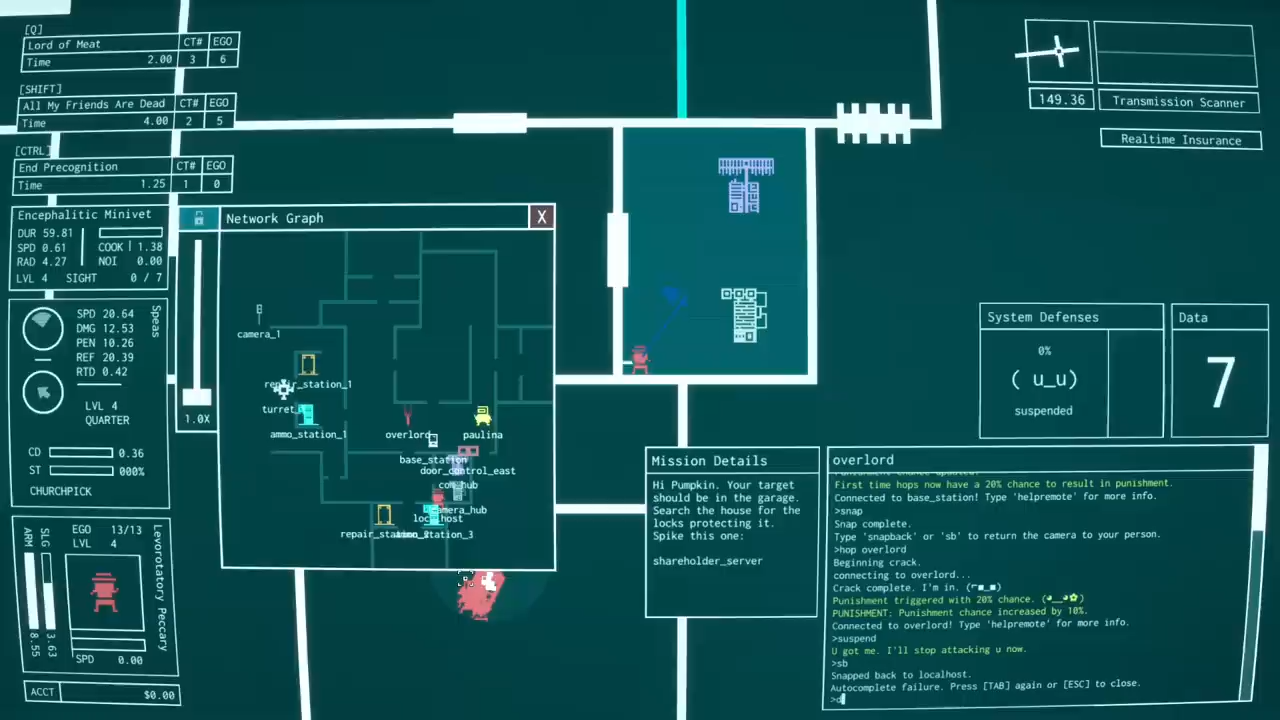 [Q]
Lord of Meat CT# EGO
Time 2.00 3 6
[SHIFT]
All My Friends Are Dead CT# EGO
Time 4.00 2 5
[CTRL]
End Precognition CT# EGO
Time 1.25 1 0
Encephalitic Minivet
DUR 59.81
SPD 0.61 COOK 1.38
RAD 4.27 NOI 0.00
LVL 4 SIGHT 0 / 7
Speas
SPD 20.64
DMG 12.53
PEN 10.26
REF 20.39
RTD 0.42
LVL 4
QUARTER
CD 0.36
ST 000%
CHURCHPICK
ARM SLG EGO 13/13
LVL 4
Levorotatory Peccary
8.55 3.63 SPD 0.00
ACCT $0.00
Network Graph X
1.0X
camera_1
repair_station_1
turret
ammo_station_1
overlord
paulina
base_station
door_control_east
camera_hub
repair_station
station_3
149.36 Transmission Scanner
Realtime Insurance
System Defenses
0%
( u_u)
suspended
Data
7
Mission Details
Hi Pumpkin. Your target
should be in the garage.
Search the house for the
locks protecting it.
Spike this one:
shareholder_server
overlord
First time hops now have a 20% chance to result in punishment.
Connected to base_station! Type 'helpremote' for more info.
>snap
Snap complete.
Type 'snapback' or 'sb' to return the camera to your person.
>hop overlord
Beginning crack.
connecting to overlord...
Crack complete. I'm in. (⌐■_■)
Punishment triggered with 20% chance. (◕‿◕✿)
PUNISHMENT: Punishment chance increased by 10%.
Connected to overlord! Type 'helpremote' for more info.
>suspend
U got me. I'll stop attacking u now.
>sb
Snapped back to localhost.
Autocomplete failure. Press [TAB] again or [ESC] to close.
>d